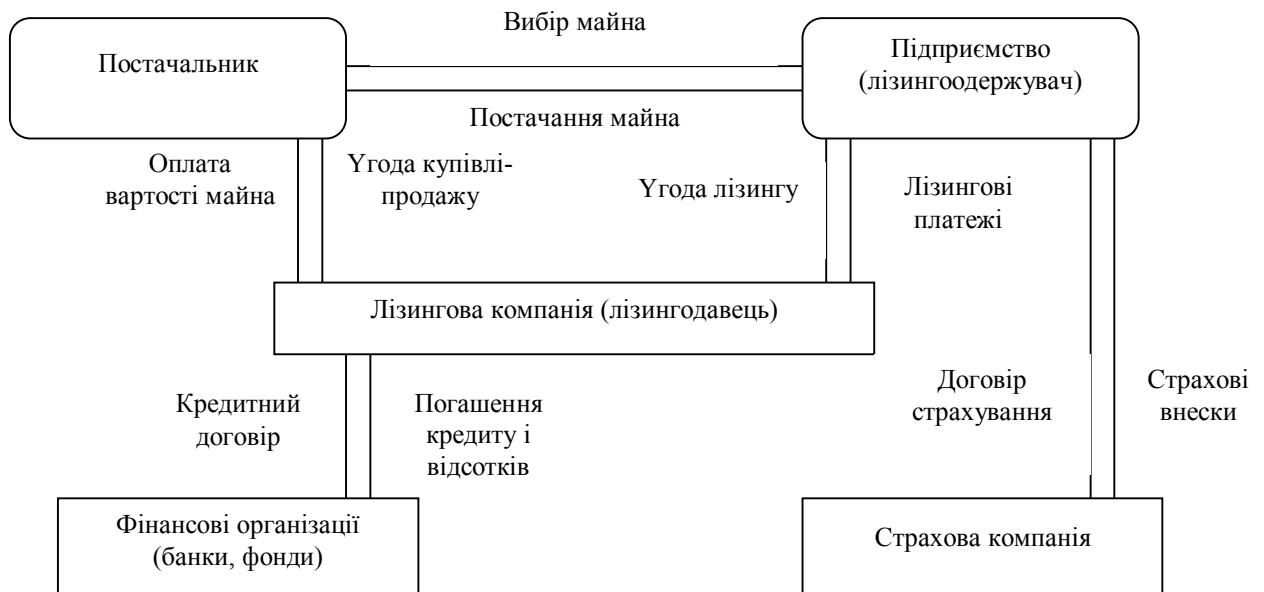 Вибір майна
Постачальник
Підприємство
(лізингоодержувач)
Постачання майна
Оплата
вартості майна
Угода купівлі-
продажу
Угода лізингу
Лізингові
платежі
Лізингова компанія (лізингодавець)
Кредитний
договір
Погашення
кредиту і
відсотків
Договір
страхування
Страхові
внески
Фінансові організації
(банки, фонди)
Страхова компанія